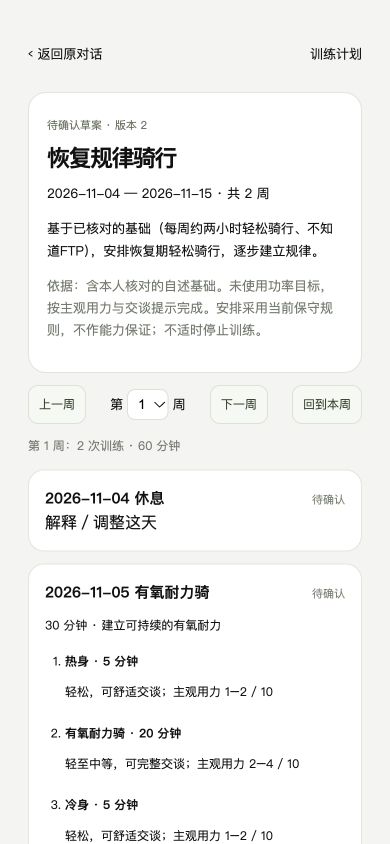 ‹ 返回原对话
训练计划
待确认草案 · 版本 2
恢复规律骑行
2026-11-04 — 2026-11-15 · 共 2 周
基于已核对的基础（每周约两小时轻松骑行、不知
道FTP），安排恢复期轻松骑行，逐步建立规律。
依据：含本人核对的自述基础。未使用功率目标，
按主观用力与交谈提示完成。安排采用当前保守规
则，不作能力保证；不适时停止训练。
上一周
第 1 周
下一周
回到本周
第 1 周：2 次训练 · 60 分钟
2026-11-04 休息
待确认
解释 / 调整这天
2026-11-05 有氧耐力骑
待确认
30 分钟 · 建立可持续的有氧耐力
1. 热身 · 5 分钟
轻松，可舒适交谈；主观用力 1–2 / 10
2. 有氧耐力骑 · 20 分钟
轻至中等，可完整交谈；主观用力 2–4 / 10
3. 冷身 · 5 分钟
轻松，可舒适交谈；主观用力 1–2 / 10